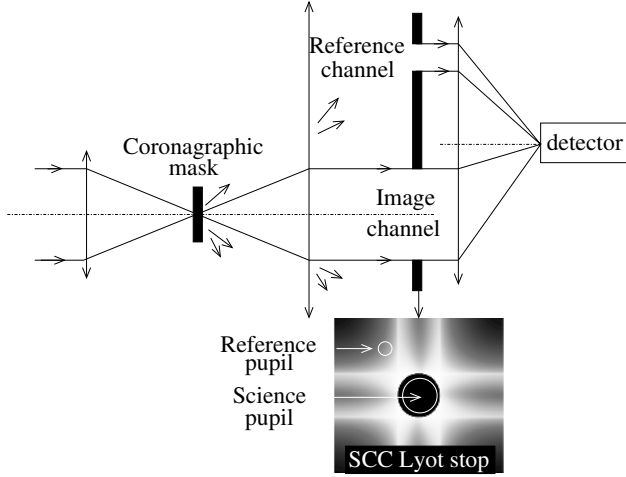 Reference
channel
Coronagraphic
mask
detector
Image
channel
Reference
pupil
Science
pupil
SCC Lyot stop